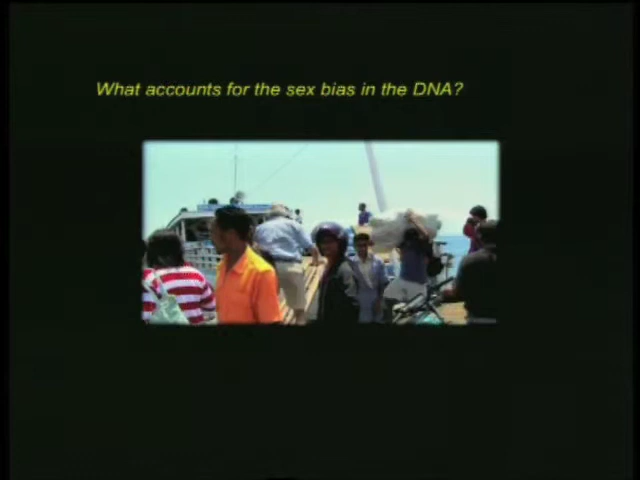 What accounts for the sex bias in the DNA?